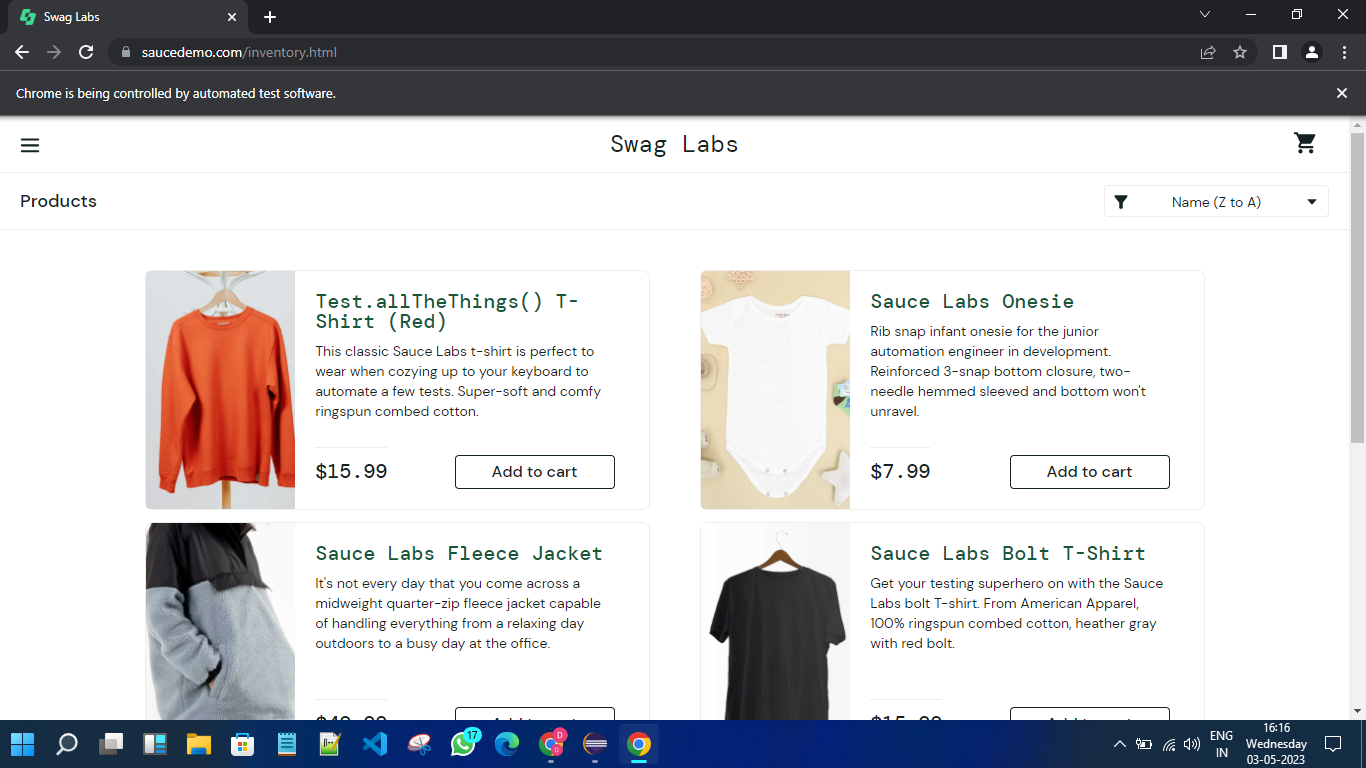 Swag Labs
saucedemo.com/inventory.html
Chrome is being controlled by automated test software.
Swag Labs
Products
Name (Z to A)
Test.allTheThings() T-
Shirt (Red)
This classic Sauce Labs t-shirt is perfect to
wear when cozying up to your keyboard to
automate a few tests. Super-soft and comfy
ringspun combed cotton.
$15.99
Add to cart
Sauce Labs Onesie
Rib snap infant onesie for the junior
automation engineer in development.
Reinforced 3-snap bottom closure, two-
needle hemmed sleeved and bottom won't
unravel.
$7.99
Add to cart
Sauce Labs Fleece Jacket
It's not every day that you come across a
midweight quarter-zip fleece jacket capable
of handling everything from a relaxing day
outdoors to a busy day at the office.
Sauce Labs Bolt T-Shirt
Get your testing superhero on with the Sauce
Labs bolt T-shirt. From American Apparel,
100% ringspun combed cotton, heather gray
with red bolt.
17
D
ENG
IN
16:16
Wednesday
03-05-2023